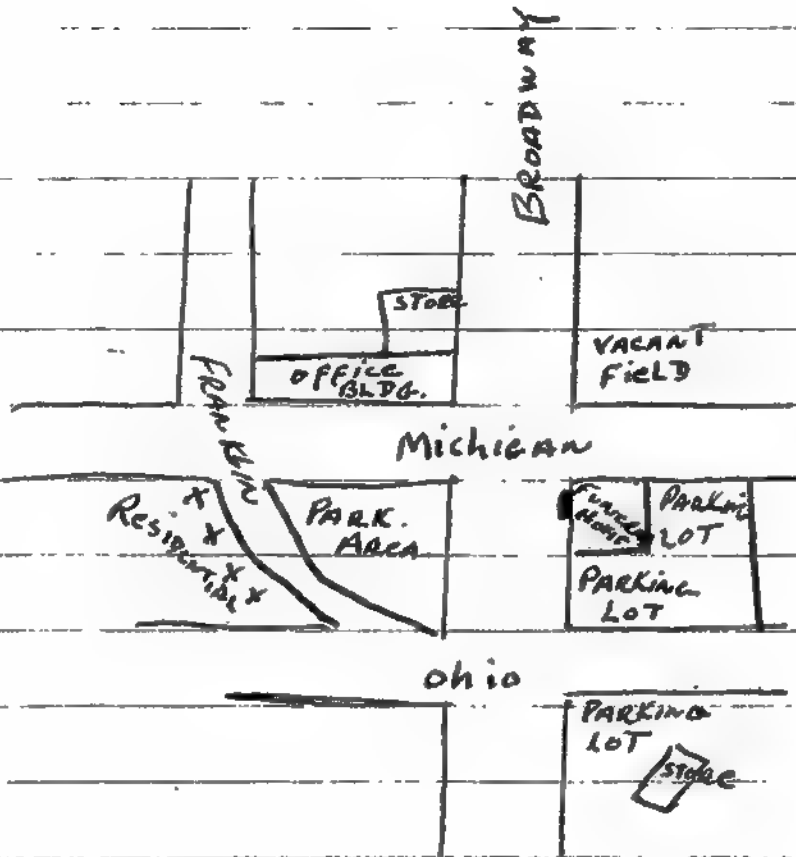 BROADWAY
STORE
OFFICE
BLDG.
VACANT
FIELD
FRANKLIN
Michigan
RESIDENTIAL
X
X
X
X
PARK.
AREA
FUNERAL
HOME
PARKING
LOT
PARKING
LOT
Ohio
PARKING
LOT
STORE